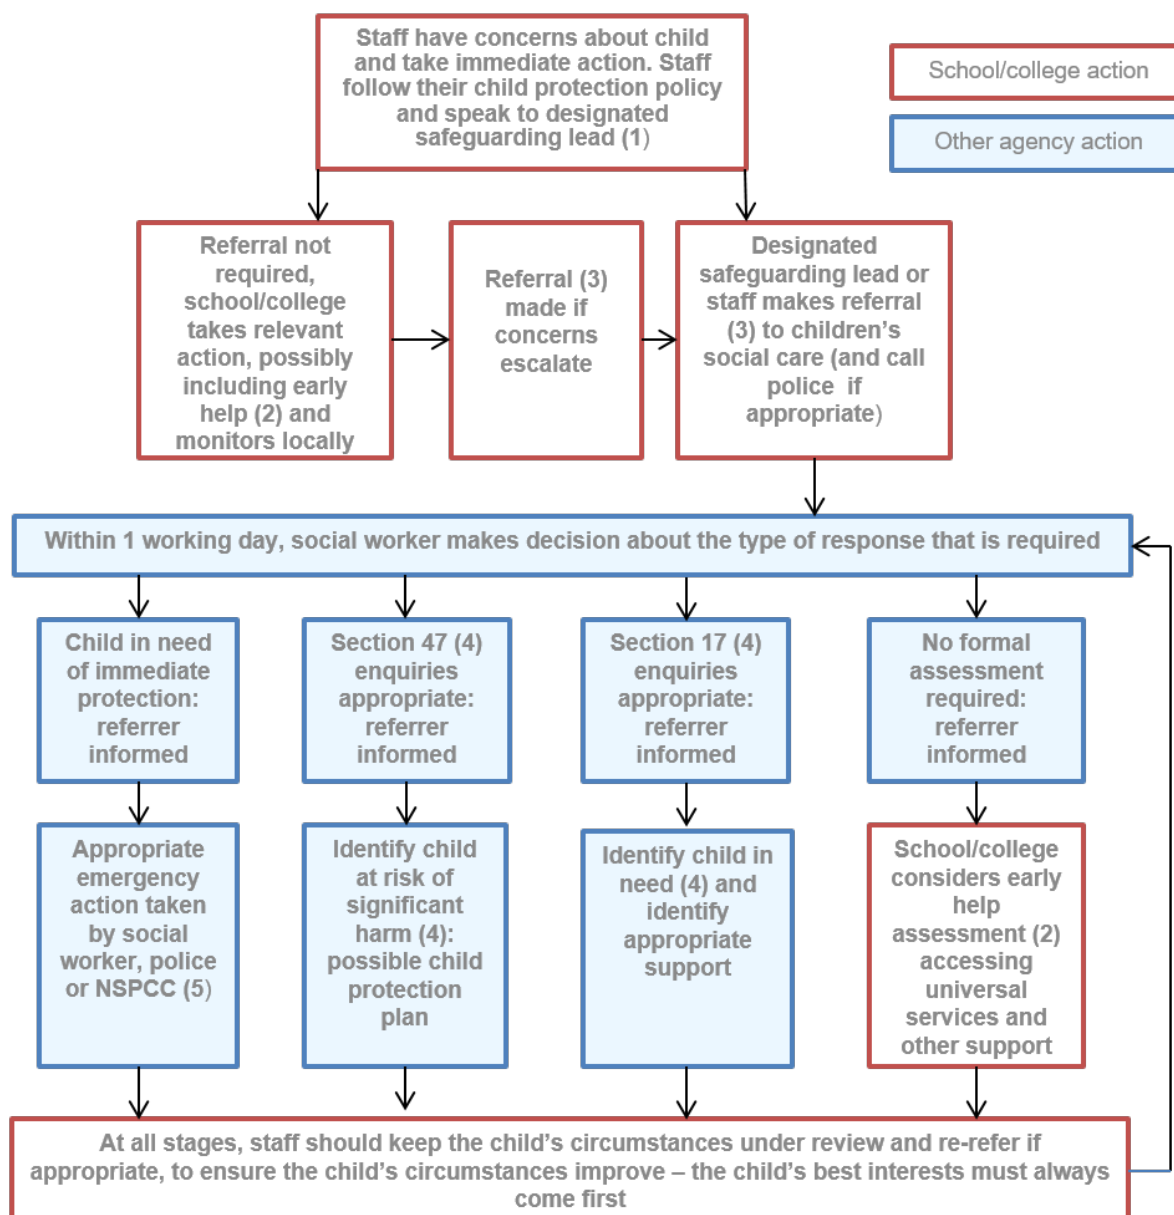 Staff have concerns about child
and take immediate action. Staff
follow their child protection policy
and speak to designated
safeguarding lead (1)
School/college action
Other agency action
Referral not
required,
school/college
takes relevant
action, possibly
including early
help (2) and
monitors locally
Referral (3)
made if
concerns
escalate
Designated
safeguarding lead or
staff makes referral
(3) to children’s
social care (and call
police if
appropriate)
Within 1 working day, social worker makes decision about the type of response that is required
Child in need
of immediate
protection:
referrer
informed
Section 47 (4)
enquiries
appropriate:
referrer
informed
Section 17 (4)
enquiries
appropriate:
referrer
informed
No formal
assessment
required:
referrer
informed
Appropriate
emergency
action taken
by social
worker, police
or NSPCC (5)
Identify child
at risk of
significant
harm (4):
possible child
protection
plan
Identify child in
need (4) and
identify
appropriate
support
School/college
considers early
help
assessment (2)
accessing
universal
services and
other support
At all stages, staff should keep the child’s circumstances under review and re-refer if
appropriate, to ensure the child’s circumstances improve – the child’s best interests must always
come first